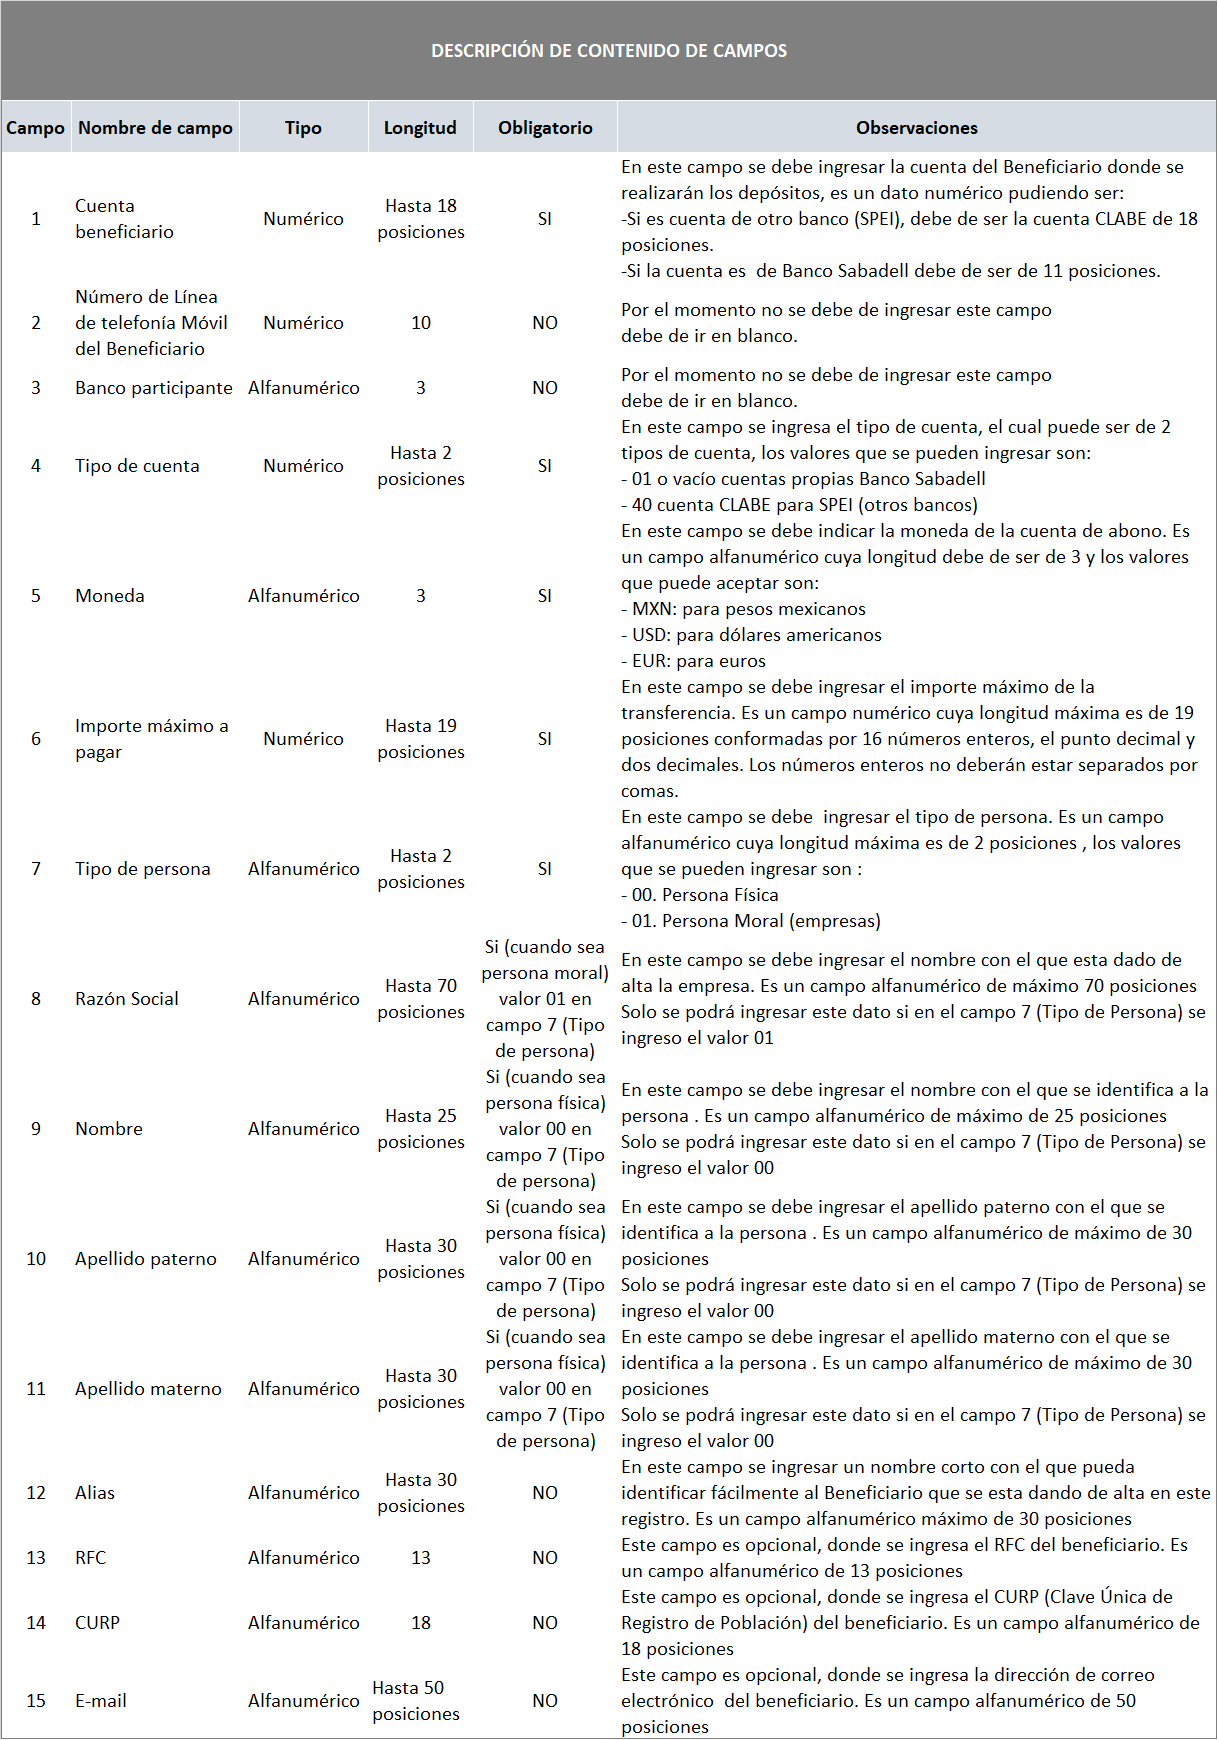 DESCRIPCIÓN DE CONTENIDO DE CAMPOS
Campo Nombre de campo Tipo Longitud Obligatorio Observaciones
1
Cuenta
beneficiario
Numérico
Hasta 18
posiciones
SI
En este campo se debe ingresar la cuenta del Beneficiario donde se
realizarán los depósitos, es un dato numérico pudiendo ser:
-Si es cuenta de otro banco (SPEI), debe de ser la cuenta CLABE de 18
posiciones.
-Si la cuenta es  de Banco Sabadell debe de ser de 11 posiciones.
2
Número de Línea
de telefonía Móvil
del Beneficiario
Numérico
10
NO
Por el momento no se debe de ingresar este campo
debe de ir en blanco.
3
Banco participante
Alfanumérico
3
NO
Por el momento no se debe de ingresar este campo
debe de ir en blanco.
4
Tipo de cuenta
Numérico
Hasta 2
posiciones
SI
En este campo se ingresa el tipo de cuenta, el cual puede ser de 2
tipos de cuenta, los valores que se pueden ingresar son:
- 01 o vacío cuentas propias Banco Sabadell
- 40 cuenta CLABE para SPEI (otros bancos)
5
Moneda
Alfanumérico
3
SI
En este campo se debe indicar la moneda de la cuenta de abono. Es
un campo alfanumérico cuya longitud debe de ser de 3 y los valores
que puede aceptar son:
- MXN: para pesos mexicanos
- USD: para dólares americanos
- EUR: para euros
6
Importe máximo a
pagar
Numérico
Hasta 19
posiciones
SI
En este campo se debe ingresar el importe máximo de la
transferencia. Es un campo numérico cuya longitud máxima es de 19
posiciones conformadas por 16 números enteros, el punto decimal y
dos decimales. Los números enteros no deberán estar separados por
comas.
7
Tipo de persona
Alfanumérico
Hasta 2
posiciones
SI
En este campo se debe  ingresar el tipo de persona. Es un campo
alfanumérico cuya longitud máxima es de 2 posiciones , los valores
que se pueden ingresar son :
- 00. Persona Física
- 01. Persona Moral (empresas)
8
Razón Social
Alfanumérico
Hasta 70
posiciones
Si (cuando sea
persona moral)
valor 01 en
campo 7 (Tipo
de persona)
En este campo se debe ingresar el nombre con el que esta dado de
alta la empresa. Es un campo alfanumérico de máximo 70 posiciones
Solo se podrá ingresar este dato si en el campo 7 (Tipo de Persona) se
ingreso el valor 01
9
Nombre
Alfanumérico
Hasta 25
posiciones
Si (cuando sea
persona física)
valor 00 en
campo 7 (Tipo
de persona)
En este campo se debe ingresar el nombre con el que se identifica a la
persona . Es un campo alfanumérico de máximo de 25 posiciones
Solo se podrá ingresar este dato si en el campo 7 (Tipo de Persona) se
ingreso el valor 00
10
Apellido paterno
Alfanumérico
Hasta 30
posiciones
Si (cuando sea
persona física)
valor 00 en
campo 7 (Tipo
de persona)
En este campo se debe ingresar el apellido paterno con el que se
identifica a la persona . Es un campo alfanumérico de máximo de 30
posiciones
Solo se podrá ingresar este dato si en el campo 7 (Tipo de Persona) se
ingreso el valor 00
11
Apellido materno
Alfanumérico
Hasta 30
posiciones
Si (cuando sea
persona física)
valor 00 en
campo 7 (Tipo
de persona)
En este campo se debe ingresar el apellido materno con el que se
identifica a la persona . Es un campo alfanumérico de máximo de 30
posiciones
Solo se podrá ingresar este dato si en el campo 7 (Tipo de Persona) se
ingreso el valor 00
12
Alias
Alfanumérico
Hasta 30
posiciones
NO
En este campo se ingresar un nombre corto con el que pueda
identificar fácilmente al Beneficiario que se esta dando de alta en este
registro. Es un campo alfanumérico máximo de 30 posiciones
13
RFC
Alfanumérico
13
NO
Este campo es opcional, donde se ingresa el RFC del beneficiario. Es
un campo alfanumérico de 13 posiciones
14
CURP
Alfanumérico
18
NO
Este campo es opcional, donde se ingresa el CURP (Clave Única de
Registro de Población) del beneficiario. Es un campo alfanumérico de
18 posiciones
15
E-mail
Alfanumérico
Hasta 50
posiciones
NO
Este campo es opcional, donde se ingresa la dirección de correo
electrónico  del beneficiario. Es un campo alfanumérico de 50
posiciones